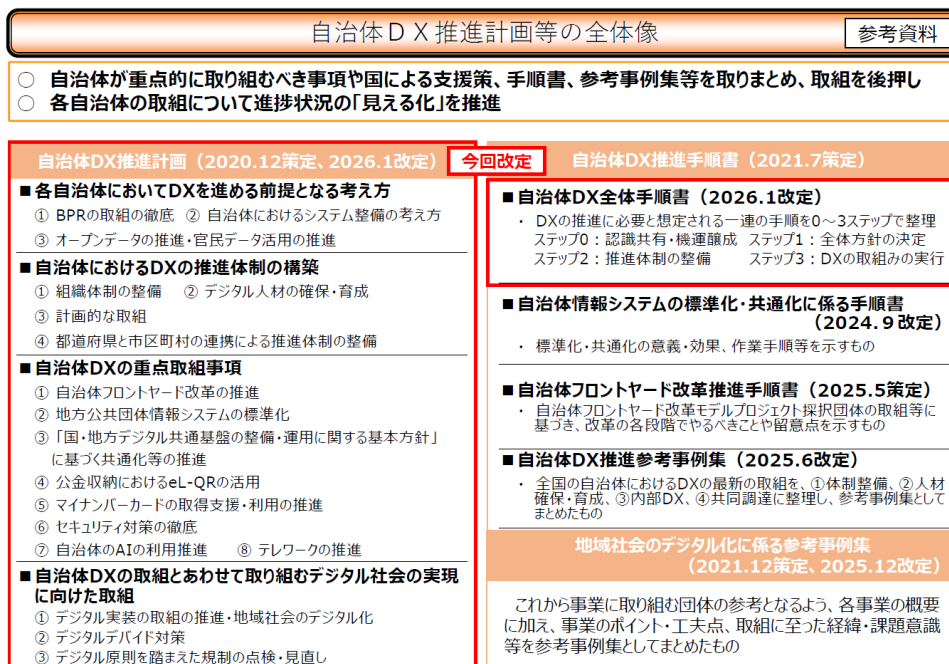 自治体ＤＸ推進計画等の全体像
参考資料
○ 自治体が重点的に取り組むべき事項や国による支援策、手順書、参考事例集等を取りまとめ、取組を後押し
○ 各自治体の取組について進捗状況の「見える化」を推進
自治体DX推進計画（2020.12策定、2026.1改定）
今回改定
■各自治体においてDXを進める前提となる考え方
① BPRの取組の徹底 ② 自治体におけるシステム整備の考え方
③ オープンデータの推進・官民データ活用の推進
■自治体におけるDXの推進体制の構築
① 組織体制の整備 ② デジタル人材の確保・育成
③ 計画的な取組
④ 都道府県と市区町村の連携による推進体制の整備
■自治体DXの重点取組事項
① 自治体フロントヤード改革の推進
② 地方公共団体情報システムの標準化
③「国・地方デジタル共通基盤の整備・運用に関する基本方針」
に基づく共通化等の推進
④ 公金収納におけるeL-QRの活用
⑤ マイナンバーカードの取得支援・利用の推進
⑥ セキュリティ対策の徹底
⑦ 自治体のAIの利用推進 ⑧ テレワークの推進
■自治体DXの取組とあわせて取り組むデジタル社会の実現
に向けた取組
① デジタル実装の取組の推進・地域社会のデジタル化
② デジタルデバイド対策
③ デジタル原則を踏まえた規制の点検・見直し
自治体DX推進手順書（2021.7策定）
■自治体DX全体手順書（2026.1改定）
・ DXの推進に必要と想定される一連の手順を0～3ステップで整理
ステップ0：認識共有・機運醸成 ステップ1：全体方針の決定
ステップ2：推進体制の整備 ステップ3：DXの取組みの実行
■自治体情報システムの標準化・共通化に係る手順書
（2024．9改定）
・ 標準化・共通化の意義・効果、作業手順等を示すもの
■自治体フロントヤード改革推進手順書（2025.5策定）
・ 自治体フロントヤード改革モデルプロジェクト採択団体の取組等に
基づき、改革の各段階でやるべきことや留意点を示すもの
■自治体DX推進参考事例集（2025.6改定）
・ 全国の自治体におけるDXの最新の取組を、①体制整備、②人材
確保・育成、③内部DX、④共同調達に整理し、参考事例集として
まとめたもの
地域社会のデジタル化に係る参考事例集
（2021.12策定、2025.12改定）
これから事業に取り組む団体の参考となるよう、各事業の概要
に加え、事業のポイント・工夫点、取組に至った経緯・課題意識
等を参考事例集としてまとめたもの